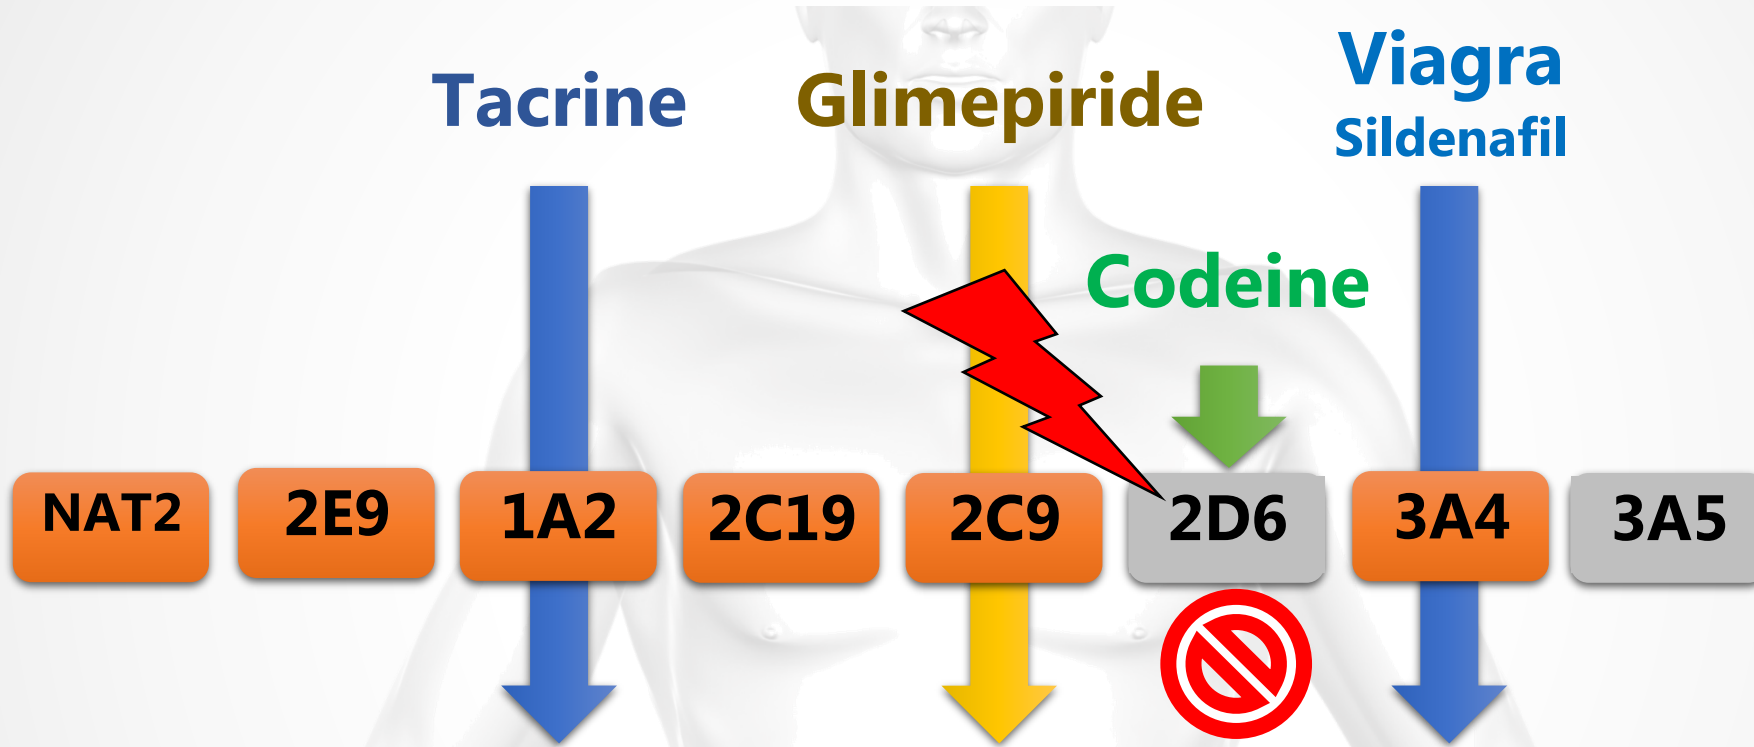 Tacrine
Glimepiride
Viagra
Sildenafil
Codeine
NAT2
2E9
1A2
2C19
2C9
2D6
3A4
3A5